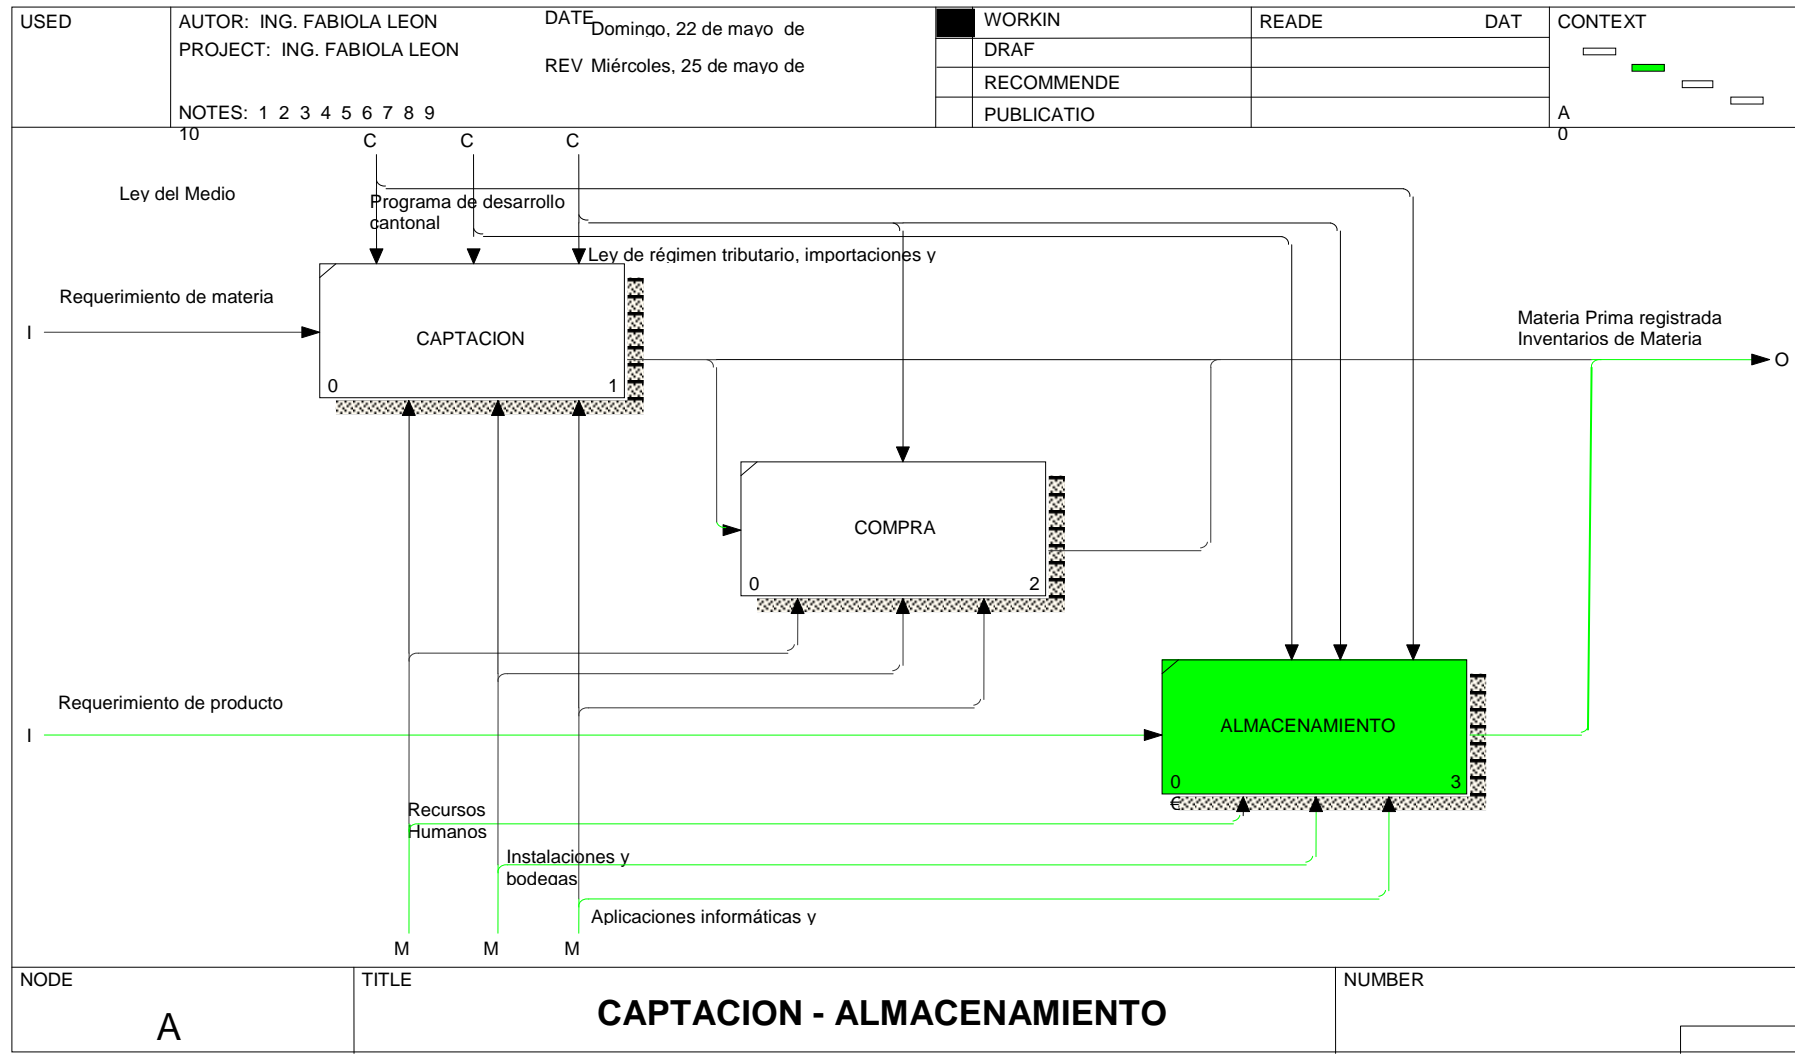 USED
AUTOR: ING. FABIOLA LEON
PROJECT: ING. FABIOLA LEON
DATE
Domingo, 22 de mayo de
REV Miércoles, 25 de mayo de
NOTES: 1 2 3 4 5 6 7 8 9
10
WORKIN
DRAF
RECOMMENDE
PUBLICATIO
READE DAT
CONTEXT
A
0
C C C
Ley del Medio
Programa de desarrollo
cantonal
Ley de régimen tributario, importaciones y
Requerimiento de materia
I
CAPTACION
0 1
Materia Prima registrada
Inventarios de Materia
O
COMPRA
0 2
Requerimiento de producto
I
ALMACENAMIENTO
0 3
€
Recursos
Humanos
Instalaciones y
bodegas
Aplicaciones informáticas y
M M M
NODE
A
TITLE
CAPTACION - ALMACENAMIENTO
NUMBER